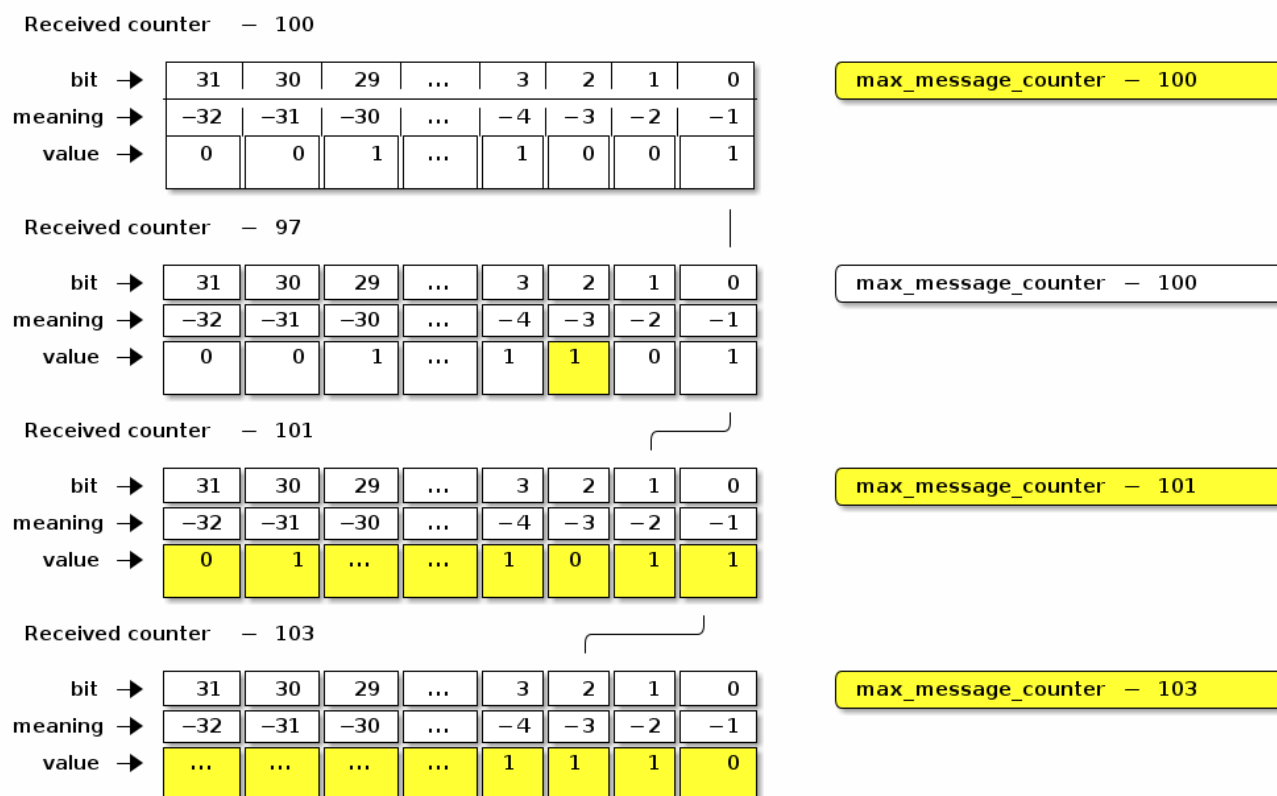 Received counter − 100
bit 31 30 29 ... 3 2 1 0 max_message_counter − 100
meaning −32 −31 −30 ... −4 −3 −2 −1
value 0 0 1 ... 1 0 0 1
Received counter − 97
bit 31 30 29 ... 3 2 1 0 max_message_counter − 100
meaning −32 −31 −30 ... −4 −3 −2 −1
value 0 0 1 ... 1 1 0 1
Received counter − 101
bit 31 30 29 ... 3 2 1 0 max_message_counter − 101
meaning −32 −31 −30 ... −4 −3 −2 −1
value 0 1 ... ... 1 0 1 1
Received counter − 103
bit 31 30 29 ... 3 2 1 0 max_message_counter − 103
meaning −32 −31 −30 ... −4 −3 −2 −1
value ... ... ... ... 1 1 1 0